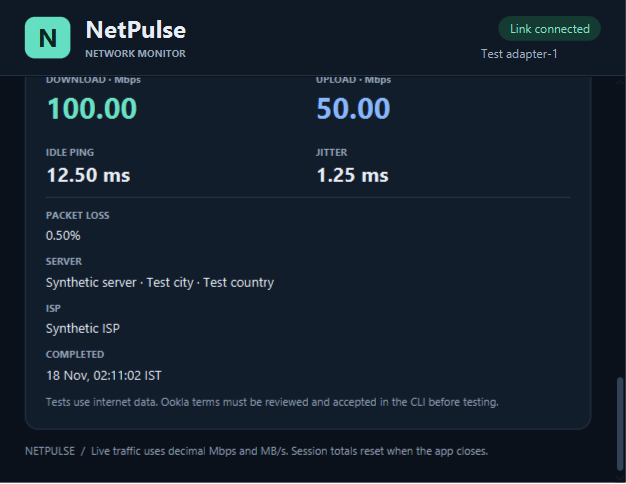 N
NetPulse
NETWORK MONITOR
Link connected
Test adapter-1
DOWNLOAD · Mbps
UPLOAD · Mbps
100.00
50.00
IDLE PING
JITTER
12.50 ms
1.25 ms
PACKET LOSS
0.50%
SERVER
Synthetic server · Test city · Test country
ISP
Synthetic ISP
COMPLETED
18 Nov, 02:11:02 IST
Tests use internet data. Ookla terms must be reviewed and accepted in the CLI before testing.
NETPULSE / Live traffic uses decimal Mbps and MB/s. Session totals reset when the app closes.